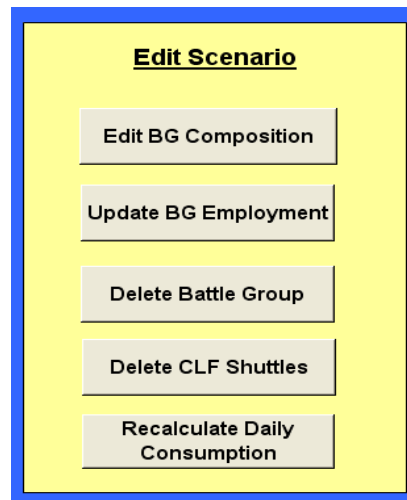 Edit Scenario
Edit BG Composition
Update BG Employment
Delete Battle Group
Delete CLF Shuttles
Recalculate Daily
Consumption